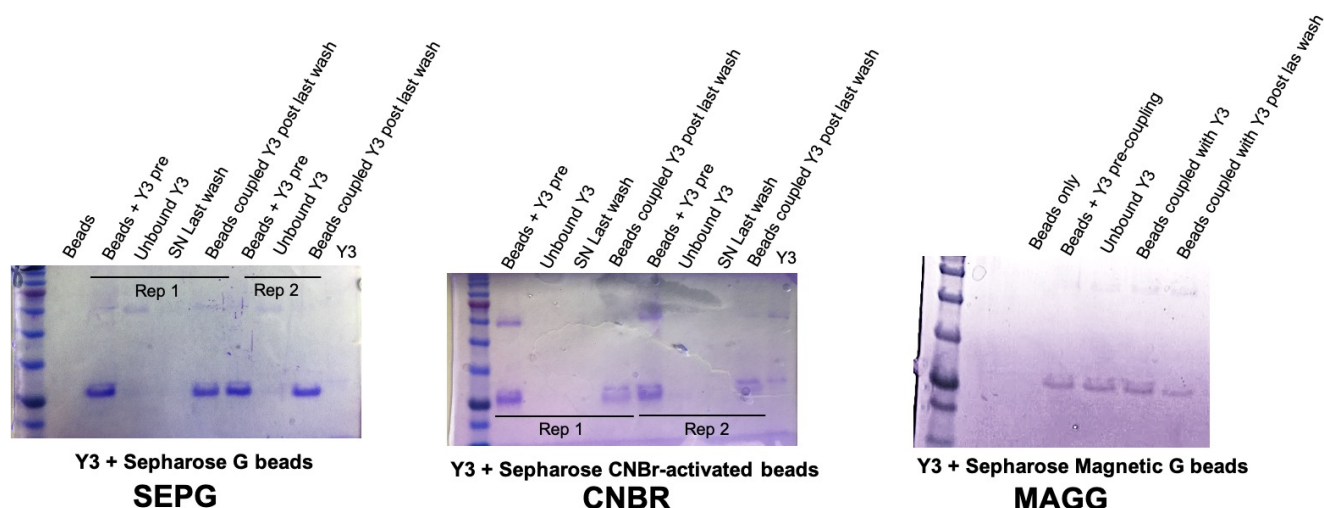 Beads
Beads + Y3 pre
Unbound Y3
SN Last wash
Beads coupled Y3 post last wash
Beads + Y3 pre
Unbound Y3
Beads coupled Y3 post last wash
Y3
Rep 1
Rep 2
Y3 + Sepharose G beads
SEPG
Beads + Y3 pre
Unbound Y3
SN Last wash
Beads coupled Y3 post last wash
Beads + Y3 pre
Unbound Y3
SN Last wash
Beads coupled Y3 post last wash
Y3
Rep 1
Rep 2
Y3 + Sepharose CNBr-activated beads
CNBR
Beads only
Beads + Y3 pre-coupling
Unbound Y3
Beads coupled with Y3
Beads coupled with Y3 post las wash
Y3 + Sepharose Magnetic G beads
MAGG